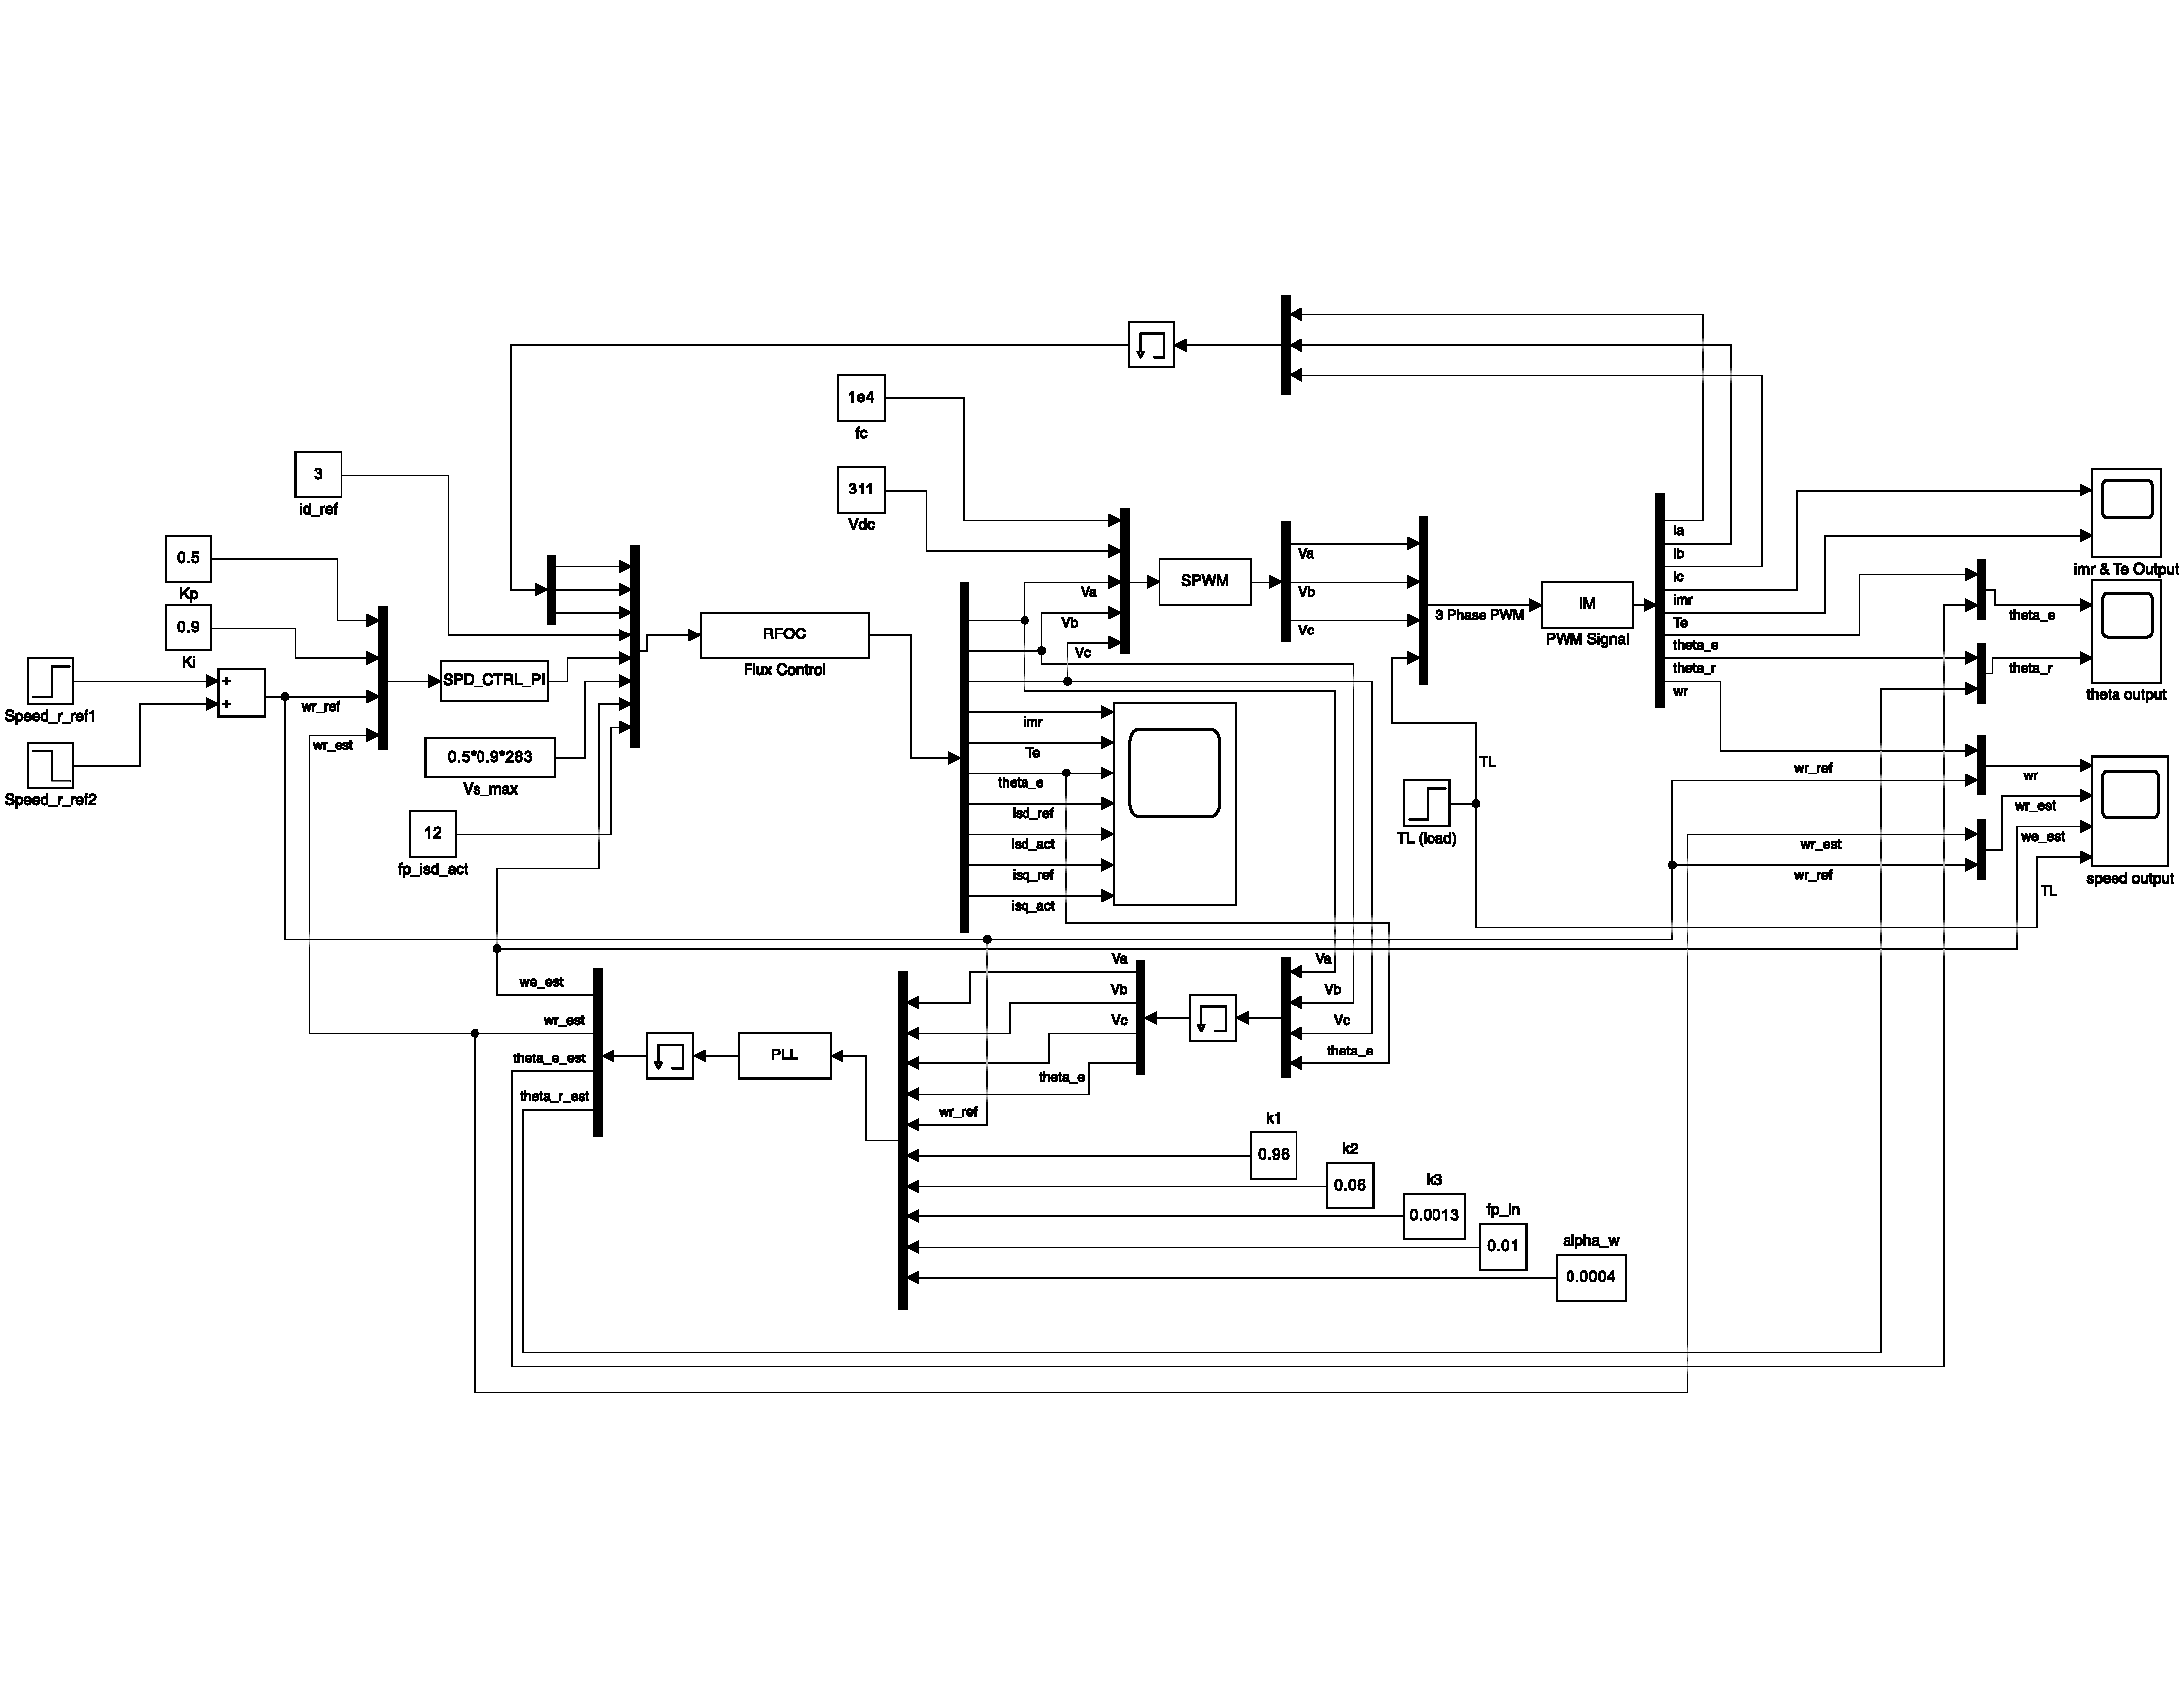 1e4
fc
3
id_ref
311
Vdc
0.5
Kp
0.9
Ki
+
+
Speed_r_ref1
Speed_r_ref2
wr_ref
wr_est
SPD_CTRL_PI
0.5*0.9*283
Vs_max
12
fp_isd_act
RFOC
Flux Control
Va
Vb
Vc
SPWM
Va
Vb
Vc
3 Phase PWM
IM
PWM Signal
Ia
Ib
Ic
imr
Te
theta_e
theta_r
wr
imr & Te Output
theta_e
theta_r
theta output
imr
Te
theta_e
isd_ref
isd_act
isq_ref
isq_act
TL
TL (load)
wr_ref
wr
wr_est
wr_est
we_est
wr_ref
speed output
TL
we_est
wr_est
theta_e_est
theta_r_est
PLL
Va
Vb
Vc
theta_e
wr_ref
Va
Vb
Vc
theta_e
k1
0.96
k2
0.06
k3
0.0013
fp_in
0.01
alpha_w
0.0004